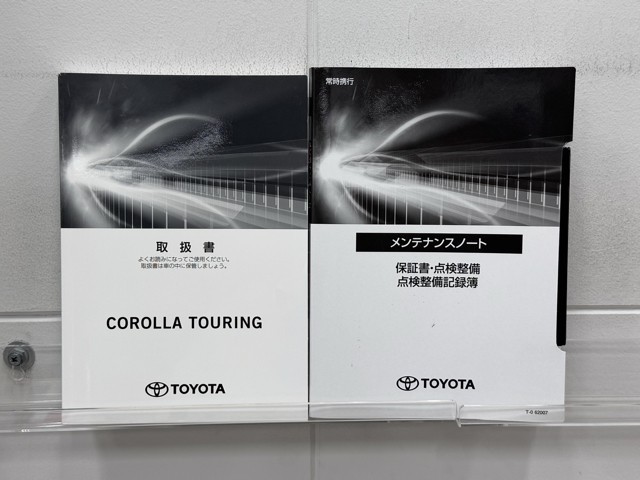 取扱書
よくお読みになってご使用ください。
取扱書は車の中に保管しましょう。
COROLLA TOURING
TOYOTA
常時携行
メンテナンスノート
保証書・点検整備
点検整備記録簿
TOYOTA